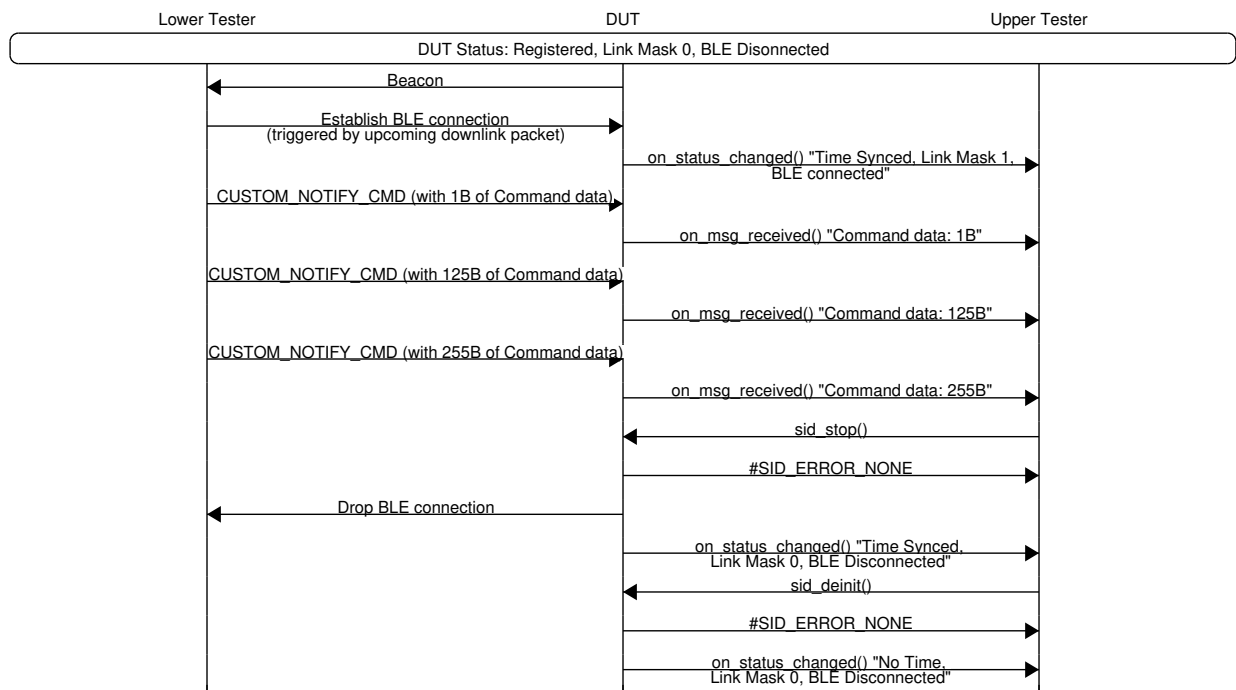 Lower Tester DUT Upper Tester
DUT Status: Registered, Link Mask 0, BLE Disonnected
Beacon
Establish BLE connection
(triggered by upcoming downlink packet)
on_status_changed() "Time Synced, Link Mask 1,
BLE connected"
CUSTOM_NOTIFY_CMD (with 1B of Command data)
on_msg_received() "Command data: 1B"
CUSTOM_NOTIFY_CMD (with 125B of Command data)
on_msg_received() "Command data: 125B"
CUSTOM_NOTIFY_CMD (with 255B of Command data)
on_msg_received() "Command data: 255B"
sid_stop()
#SID_ERROR_NONE
Drop BLE connection
on_status_changed() "Time Synced,
Link Mask 0, BLE Disconnected"
sid_deinit()
#SID_ERROR_NONE
on_status_changed() "No Time,
Link Mask 0, BLE Disconnected"